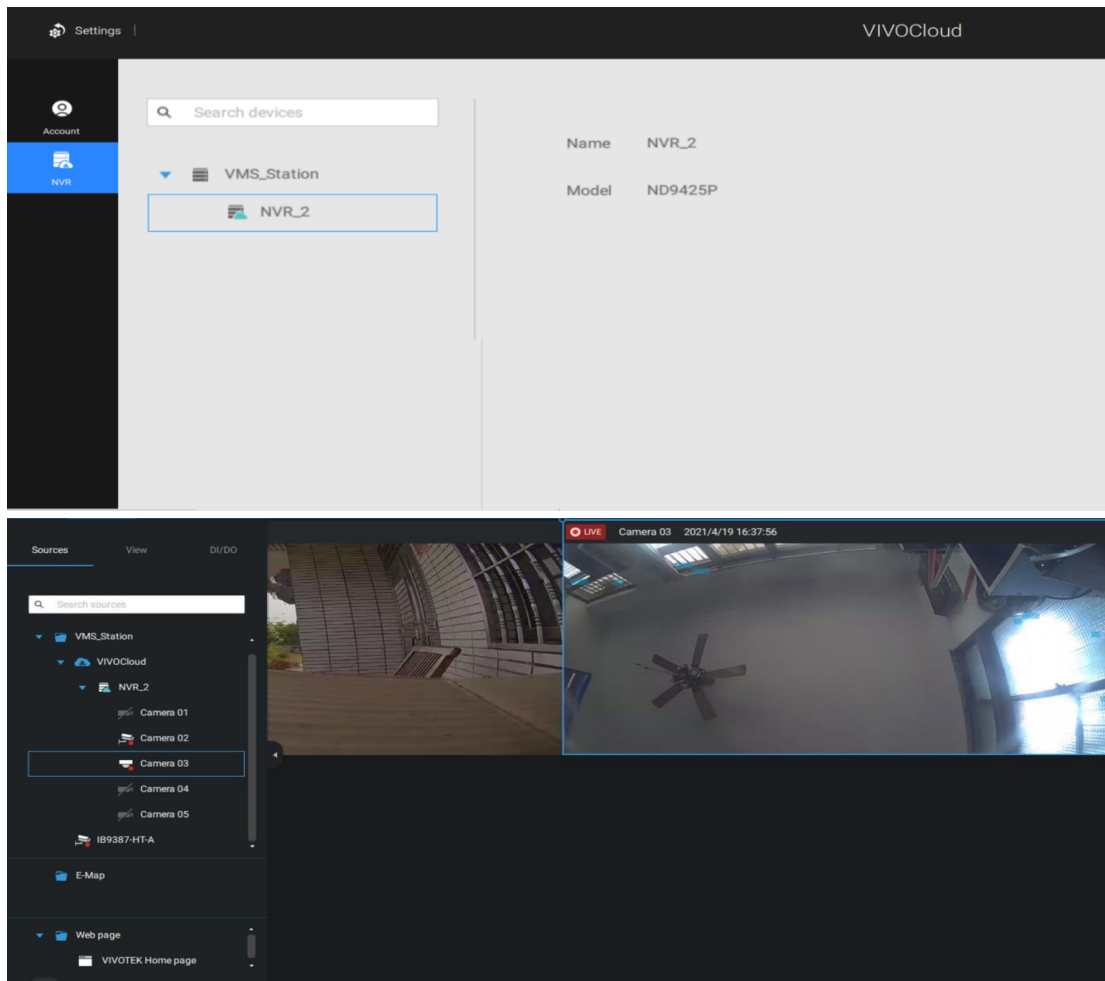 Settings
VIVOCloud
Account
NVR
Search devices
VMS_Station
NVR_2
Name NVR_2
Model ND9425P
Sources View DI/DO
Search sources
VMS_Station
VIVOCloud
NVR_2
Camera 01
Camera 02
Camera 03
Camera 04
Camera 05
IB9387-HT-A
E-Map
Web page
VIVOTEK Home page
LIVE Camera 03 2021/4/19 16:37:56